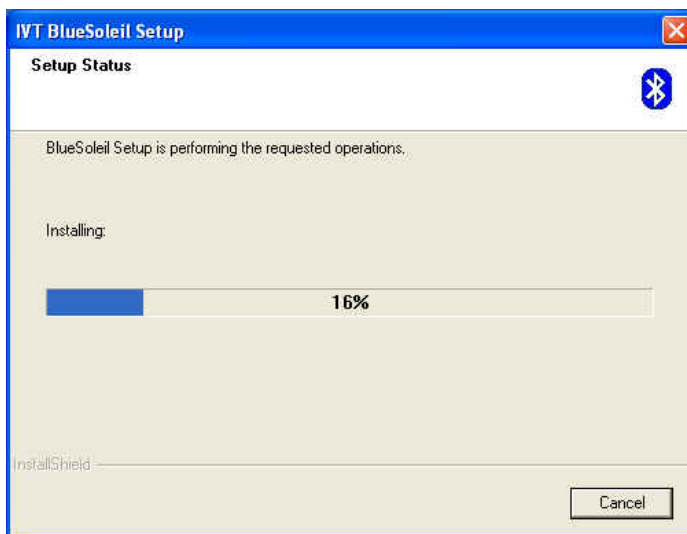 IVT BlueSoleil Setup
Setup Status
BlueSoleil Setup is performing the requested operations.
Installing:
16%
InstallShield
Cancel